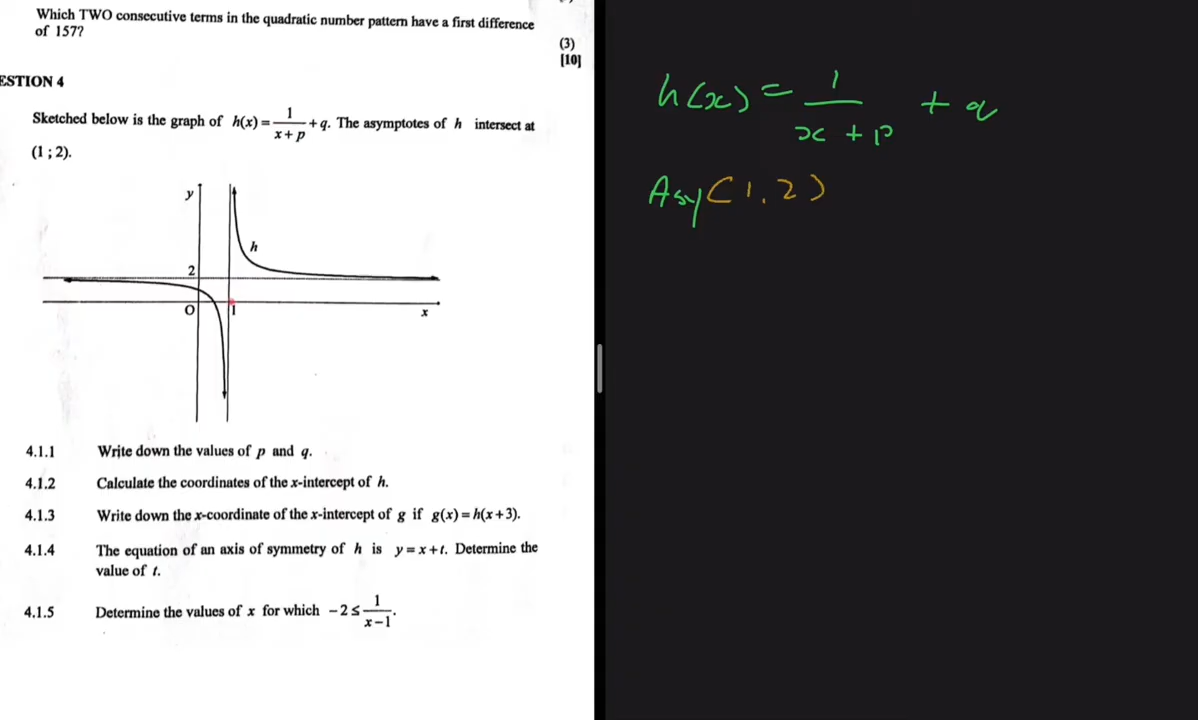 Which TWO consecutive terms in the quadratic number pattern have a first difference
of 157?
(3)
[10]
ESTION 4
Sketched below is the graph of h(x) = 1/(x + p) + q. The asymptotes of h intersect at
(1 ; 2).
y
h
2
O
1
x
4.1.1 Write down the values of p and q.
4.1.2 Calculate the coordinates of the x-intercept of h.
4.1.3 Write down the x-coordinate of the x-intercept of g if g(x) = h(x + 3).
4.1.4 The equation of an axis of symmetry of h is y = x + t. Determine the
value of t.
4.1.5 Determine the values of x for which −2 ≤ 1/(x − 1).
h(x) = 1/(x + p) + q
Asy (1, 2)